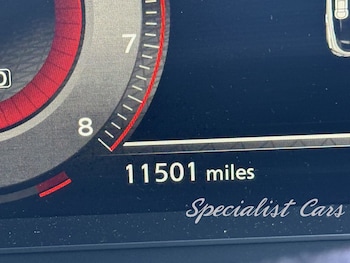 7
8
11501 miles
Specialist Cars